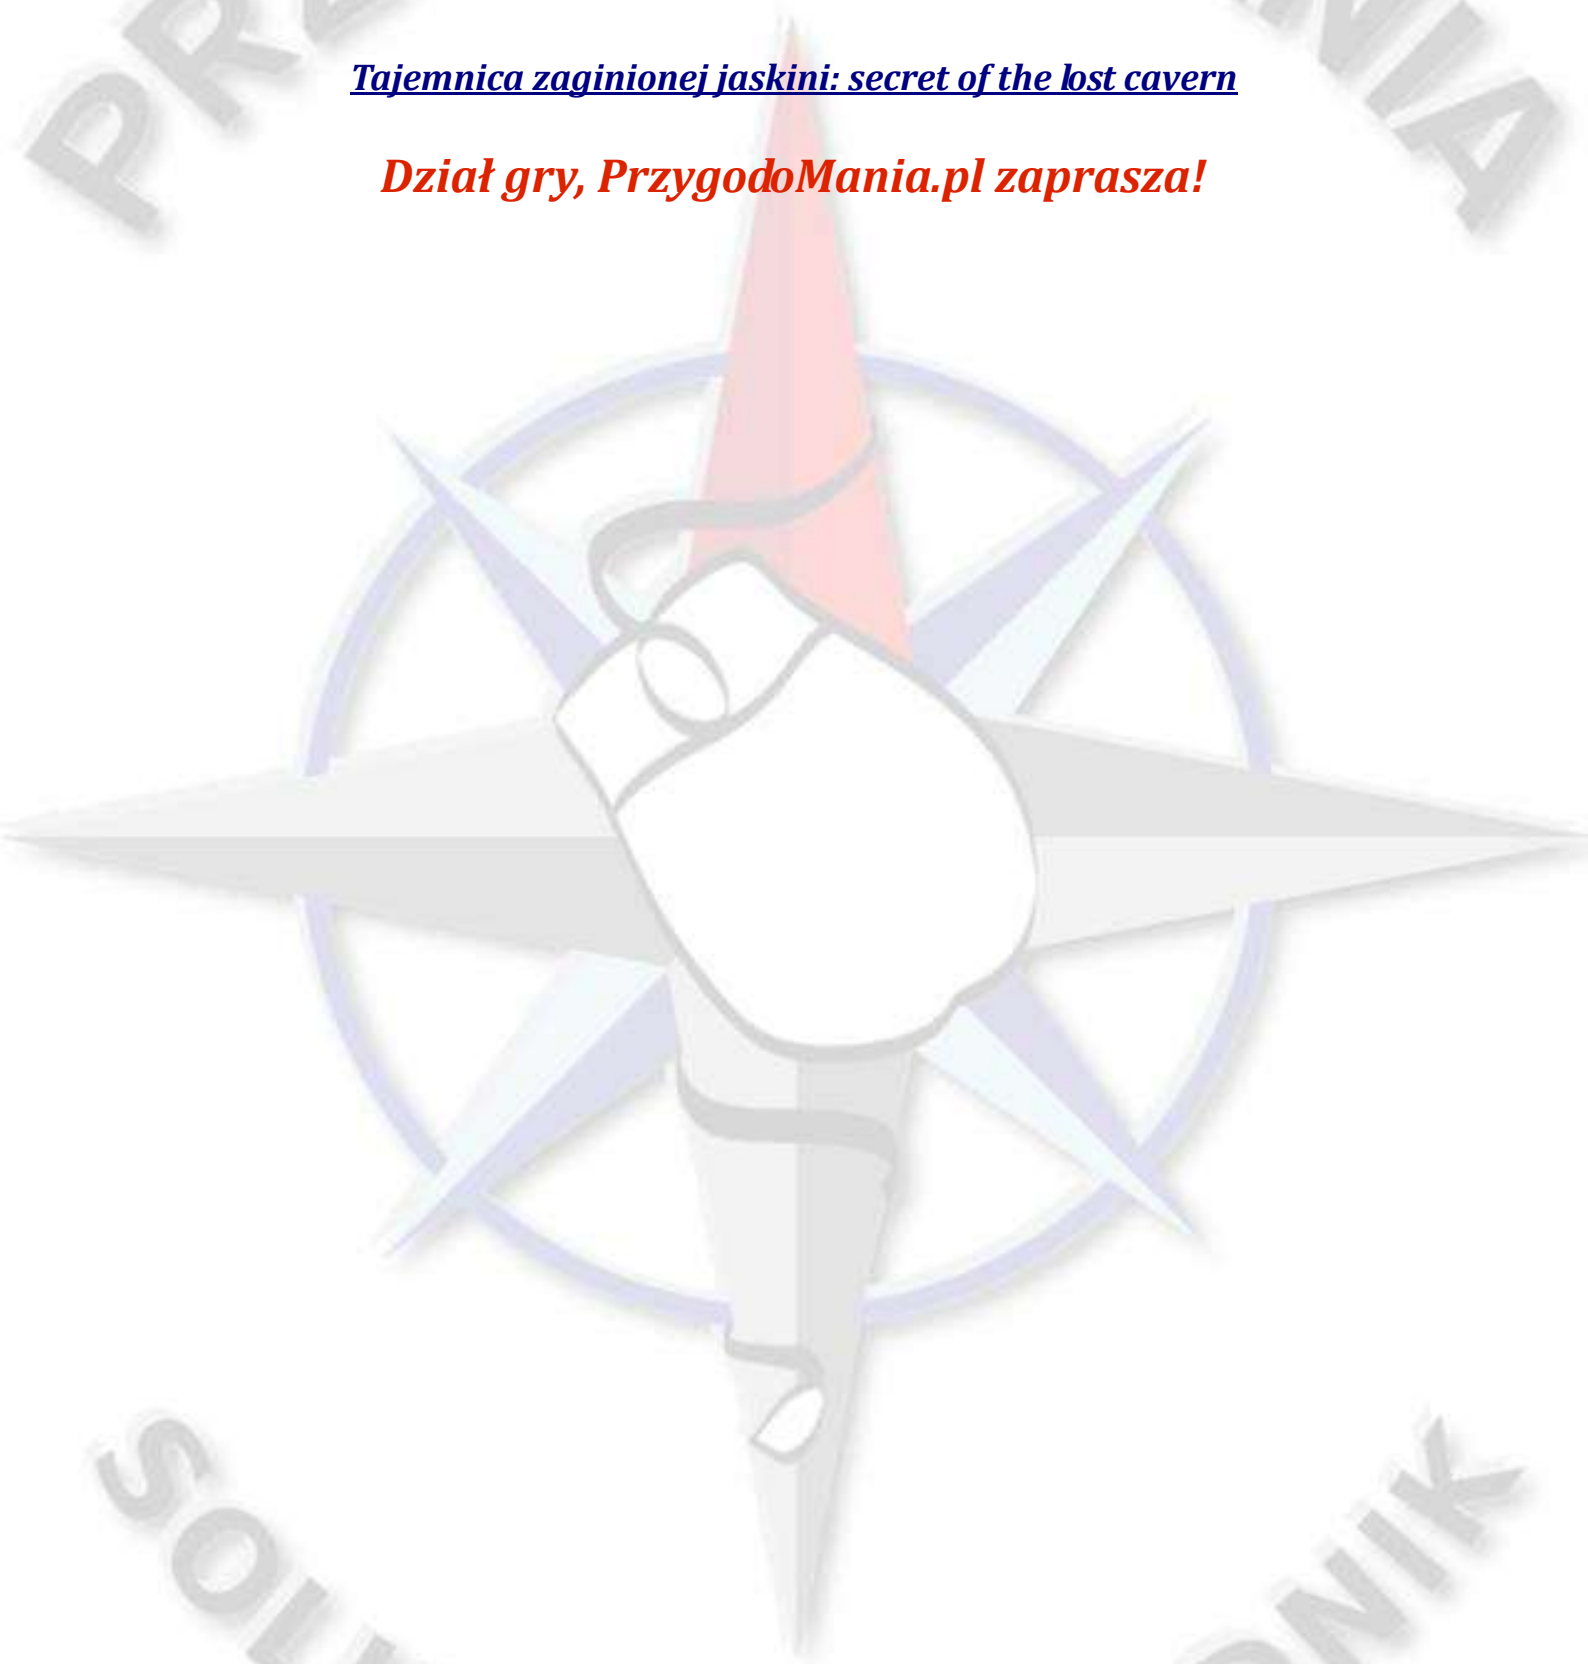 Tajemnica zaginionej jaskini: secret of the lost cavern
Dział gry, PrzygodoMania.pl zaprasza!